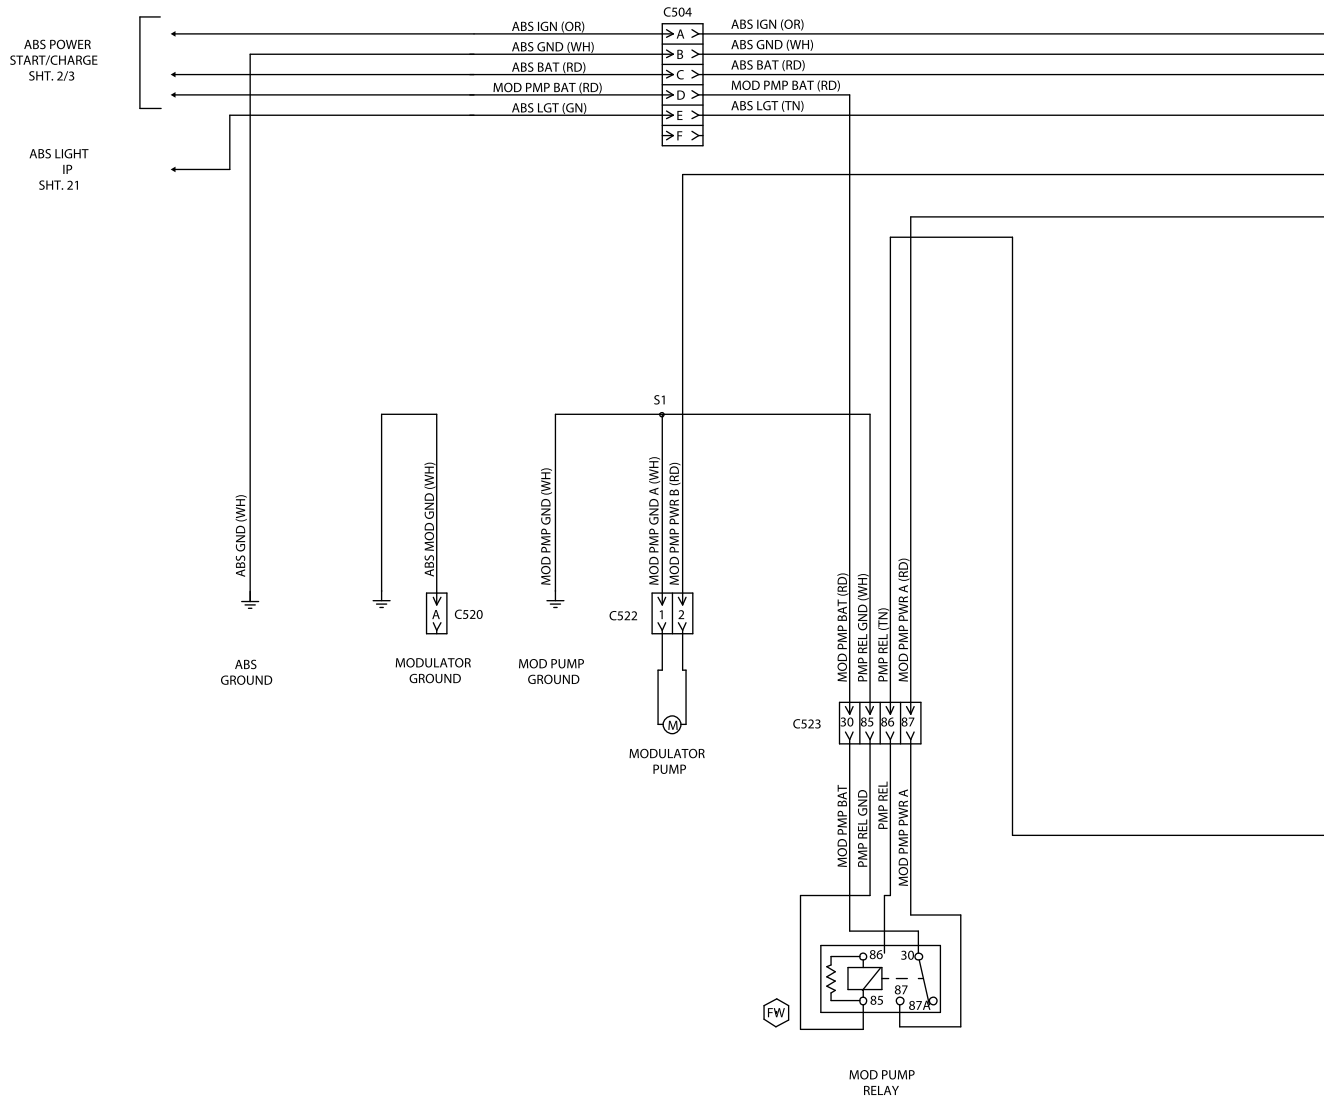 C504
ABS IGN (OR)
A
ABS IGN (OR)
ABS POWER
START/CHARGE
SHT. 2/3
ABS GND (WH)
B
ABS GND (WH)
ABS BAT (RD)
C
ABS BAT (RD)
MOD PMP BAT (RD)
D
MOD PMP BAT (RD)
ABS LGT (GN)
E
ABS LGT (TN)
F
ABS LIGHT
IP
SHT. 21
S1
ABS GND (WH)
ABS MOD GND (WH)
MOD PMP GND (WH)
MOD PMP GND A (WH)
MOD PMP PWR B (RD)
MOD PMP BAT (RD)
PMP REL GND (WH)
PMP REL (TN)
MOD PMP PWR A (RD)
A
C520
C522
1
2
ABS
GROUND
MODULATOR
GROUND
MOD PUMP
GROUND
M
MODULATOR
PUMP
C523
30
85
86
87
MOD PMP BAT
PMP REL GND
PMP REL
MOD PMP PWR A
86
30
87
85
87A
FW
MOD PUMP
RELAY